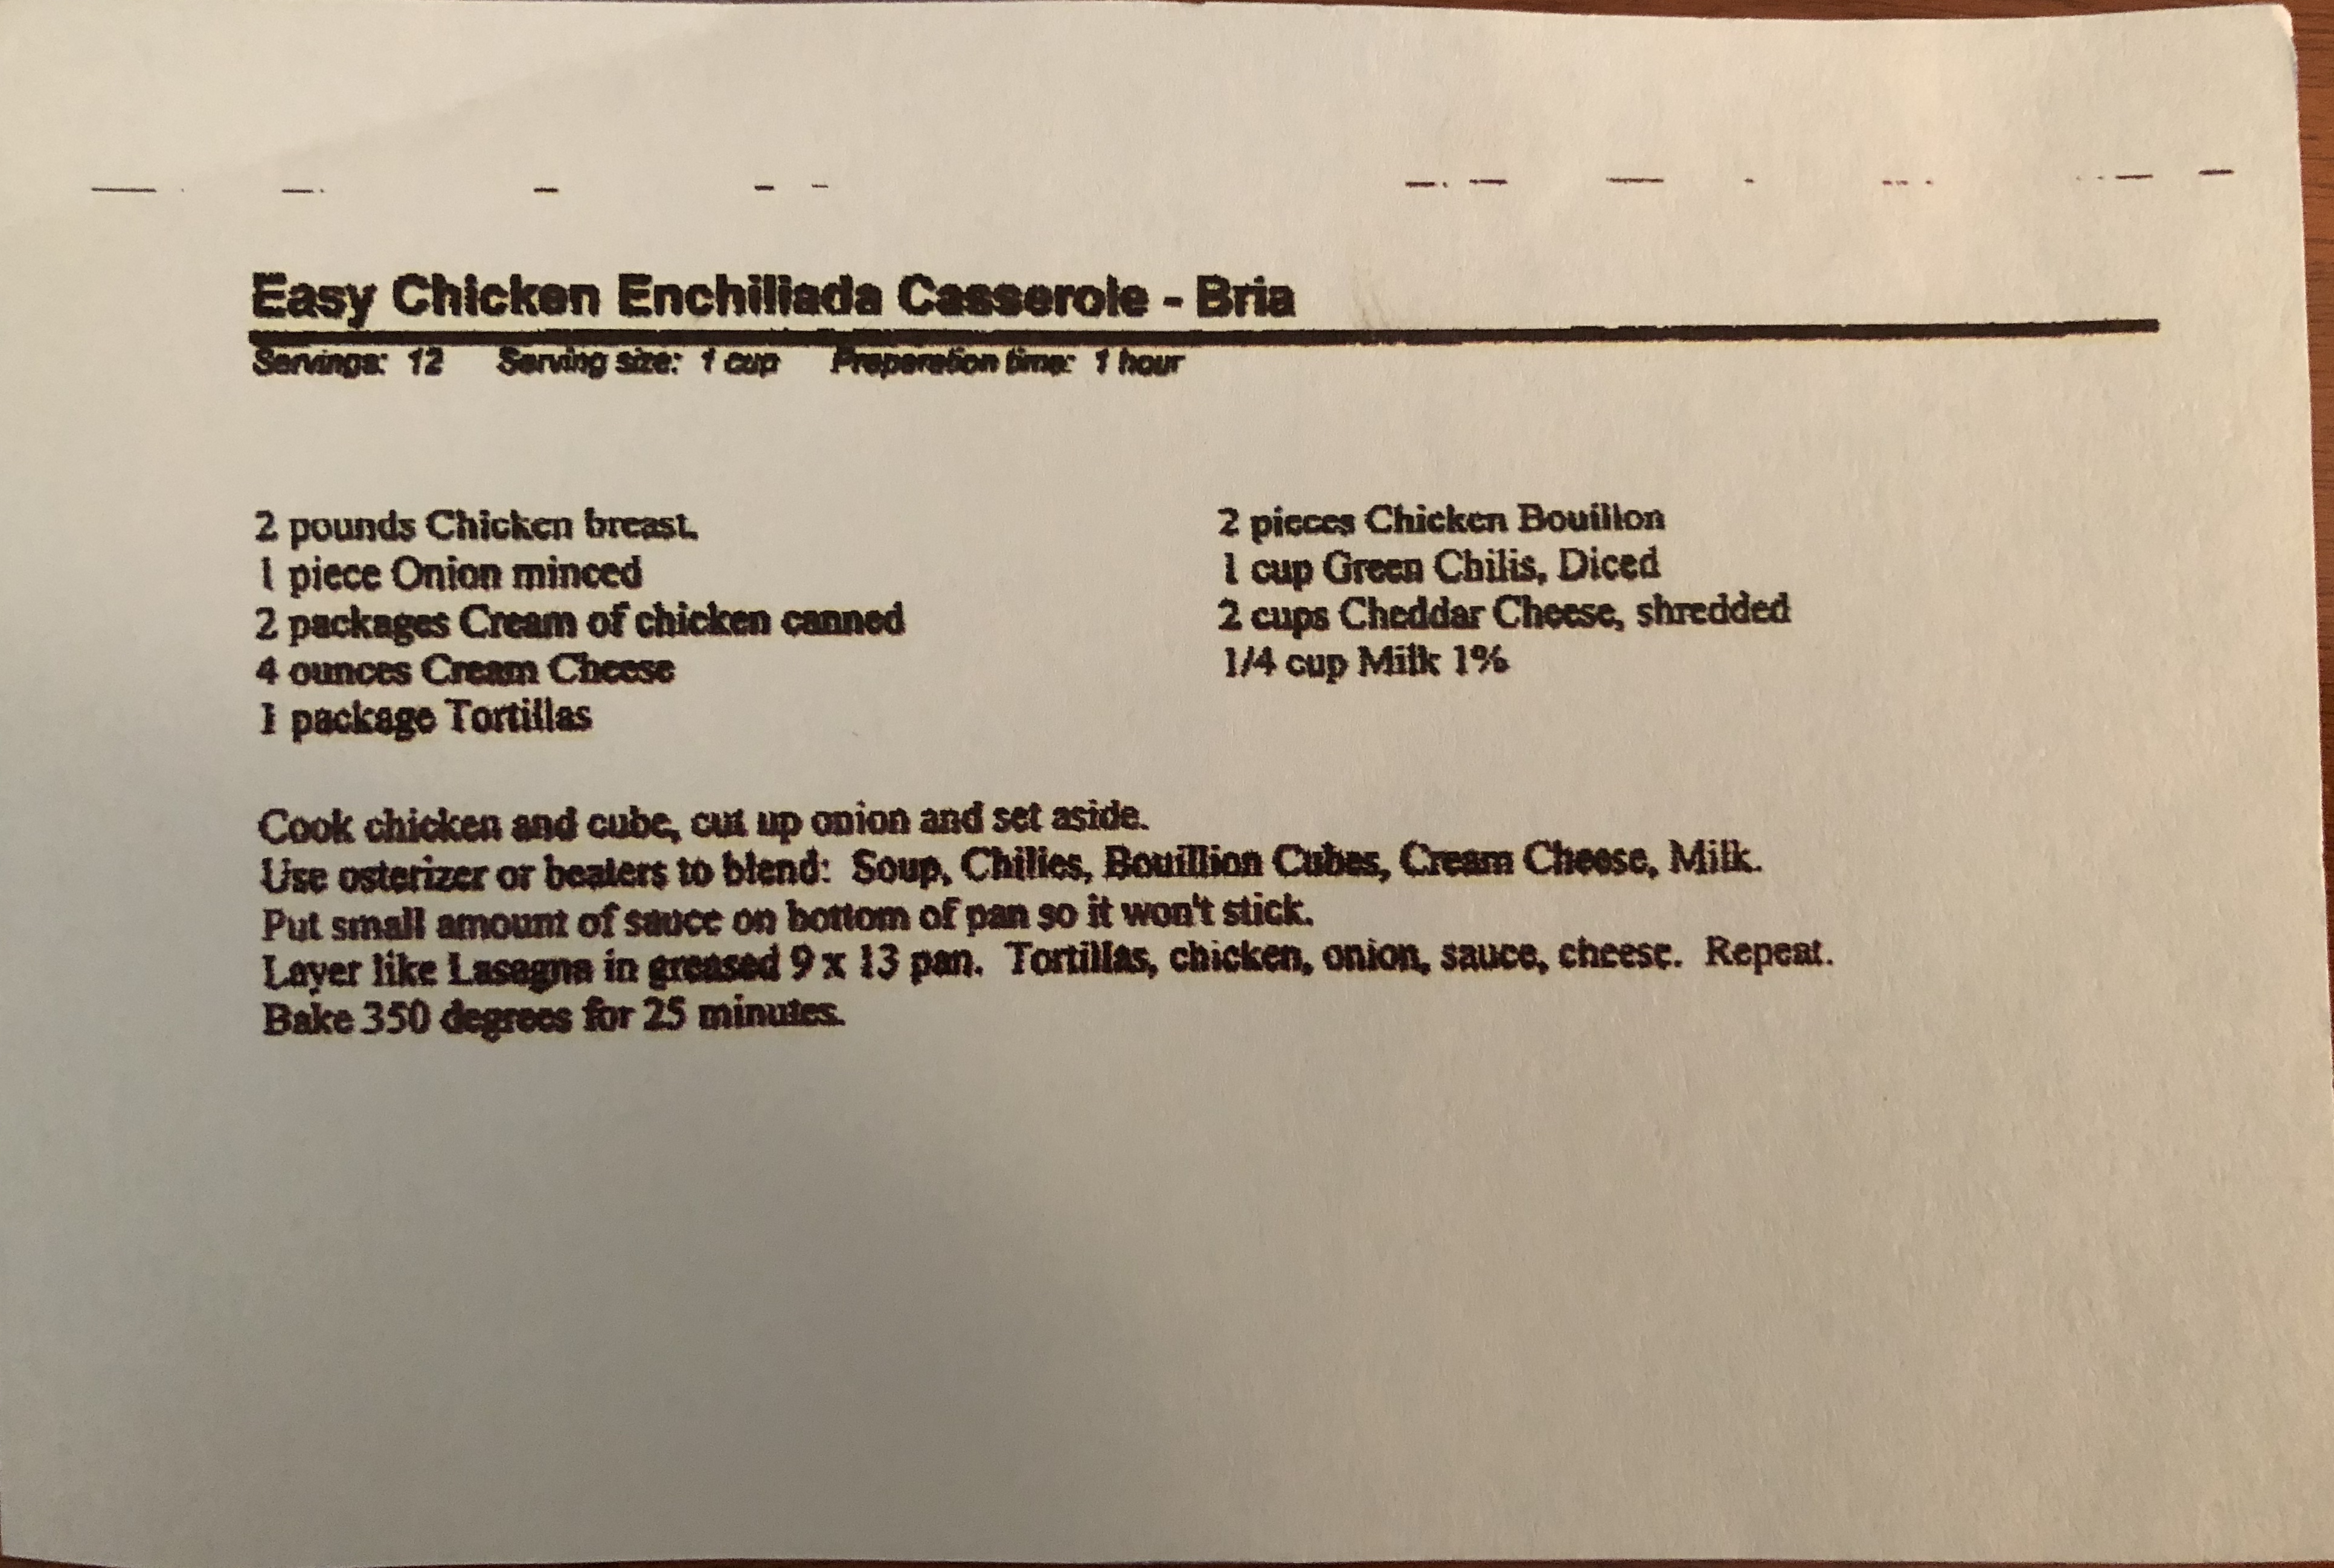 Easy Chicken Enchiliada Casserole - Bria
Servings: 12 Serving size: 1 cup Preparation time: 1 hour
2 pounds Chicken breast.
1 piece Onion minced
2 packages Cream of chicken canned
4 ounces Cream Cheese
1 package Tortillas
2 pieces Chicken Bouillon
1 cup Green Chilis, Diced
2 cups Cheddar Cheese, shredded
1/4 cup Milk 1%
Cook chicken and cube, cut up onion and set aside.
Use osterizer or beaters to blend: Soup, Chilies, Bouillion Cubes, Cream Cheese, Milk.
Put small amount of sauce on bottom of pan so it won't stick.
Layer like Lasagna in greased 9 x 13 pan. Tortillas, chicken, onion, sauce, cheese. Repeat.
Bake 350 degrees for 25 minutes.